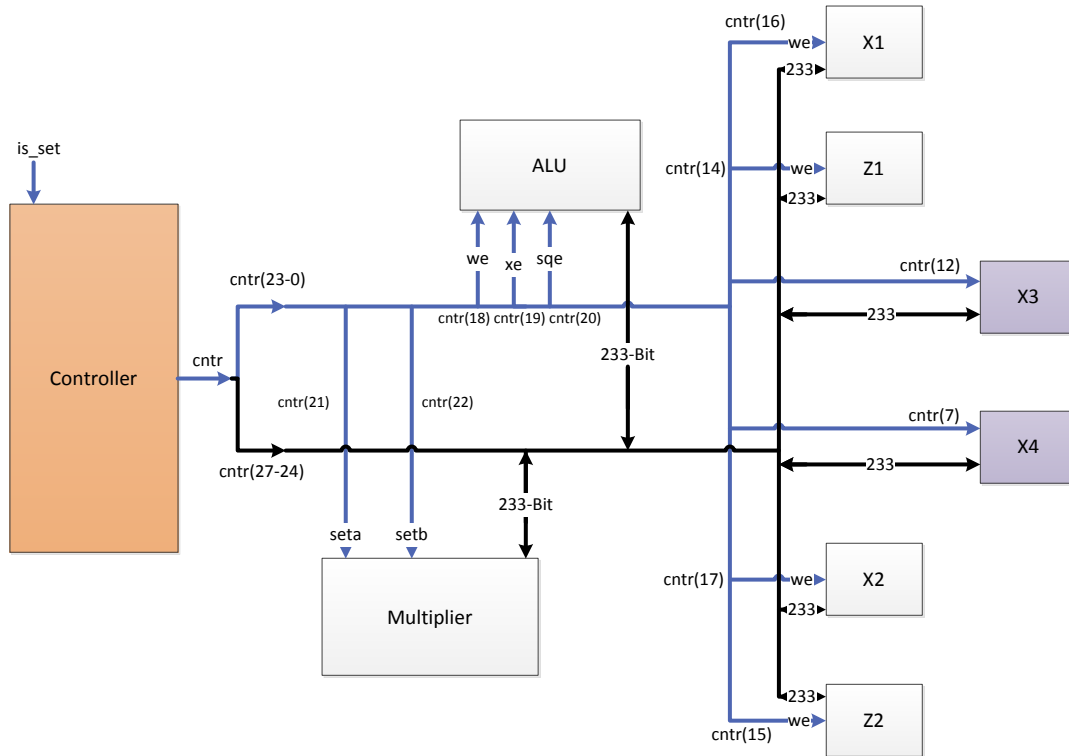 cntr(16)
we
X1
233
is_set
ALU
cntr(14)
we
Z1
233
we
xe
sqe
cntr(23-0)
cntr(12)
X3
cntr(18)
cntr(19)
cntr(20)
233
cntr
233-Bit
Controller
cntr(21)
cntr(22)
cntr(7)
X4
cntr(27-24)
233
233-Bit
seta
setb
cntr(17)
we
X2
233
Multiplier
233
Z2
we
cntr(15)